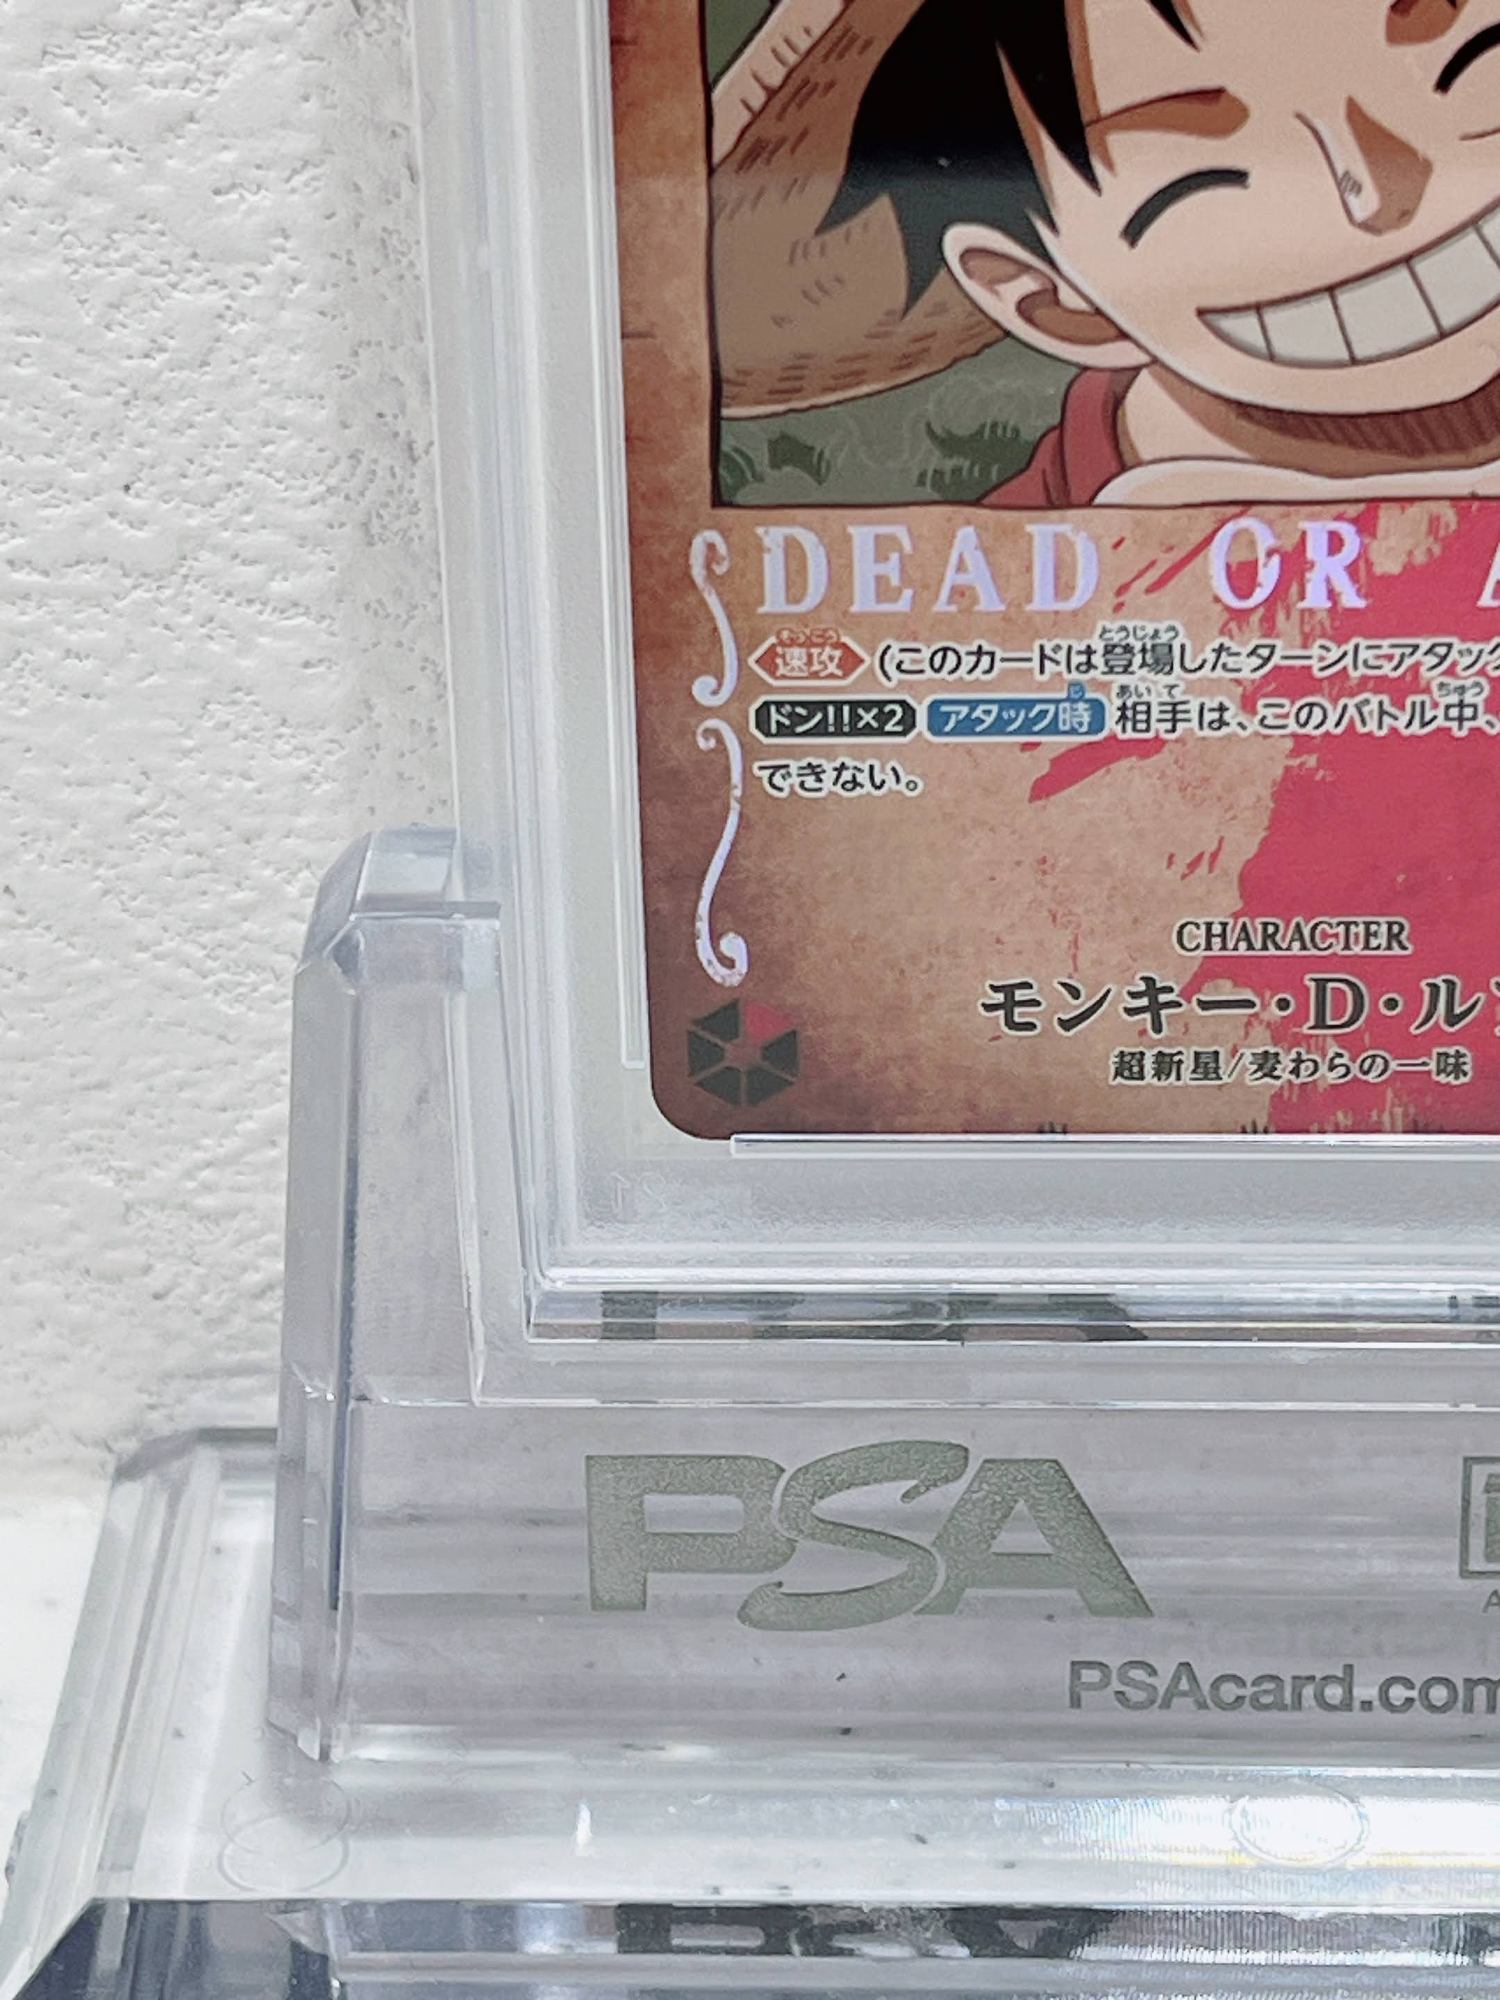 DEAD OR A
速攻 (このカードは登場したターンにアタック
ドン!!×2 アタック時 相手は、このバトル中、
できない。
CHARACTER
モンキー・D・ル
超新星/麦わらの一味
PSA
PSAcard.com